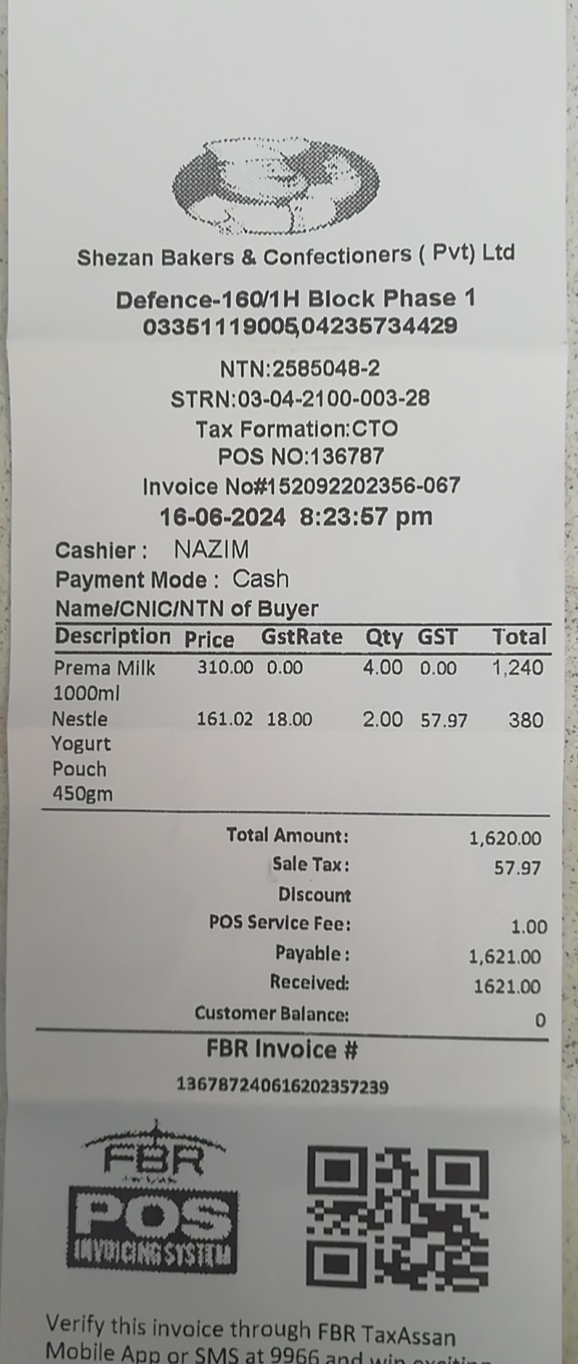 Shezan Bakers & Confectioners ( Pvt) Ltd
Defence-160/1H Block Phase 1
03351119005,04235734429
NTN:2585048-2
STRN:03-04-2100-003-28
Tax Formation:CTO
POS NO:136787
Invoice No#152092202356-067
16-06-2024 8:23:57 pm
Cashier : NAZIM
Payment Mode : Cash
Name/CNIC/NTN of Buyer
Description Price GstRate Qty GST Total
Prema Milk 310.00 0.00 4.00 0.00 1,240
1000ml
Nestle 161.02 18.00 2.00 57.97 380
Yogurt
Pouch
450gm
Total Amount: 1,620.00
Sale Tax: 57.97
Discount
POS Service Fee: 1.00
Payable : 1,621.00
Received: 1621.00
Customer Balance: 0
FBR Invoice #
136787240616202357239
FBR
POS
INVOICING SYSTEM
Verify this invoice through FBR TaxAssan
Mobile App or SMS at 9966 and win exciting